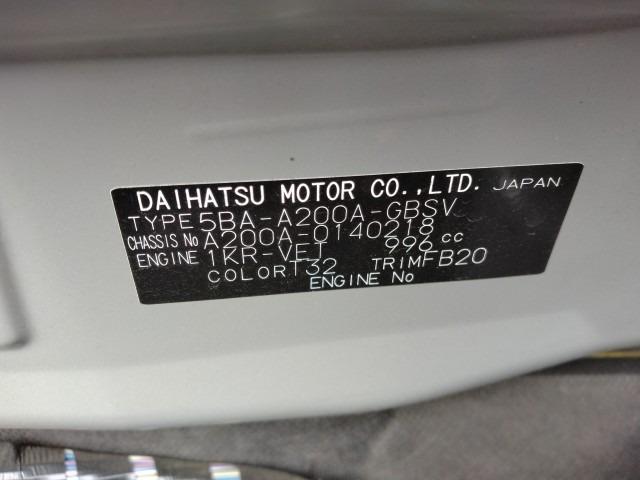 DAIHATSU MOTOR CO.,LTD. JAPAN
TYPE 5BA-A200A-GBSV
CHASSIS No A200A-0140218
ENGINE 1KR-VET 996 cc
COLOR T32 TRIM FB20
ENGINE No